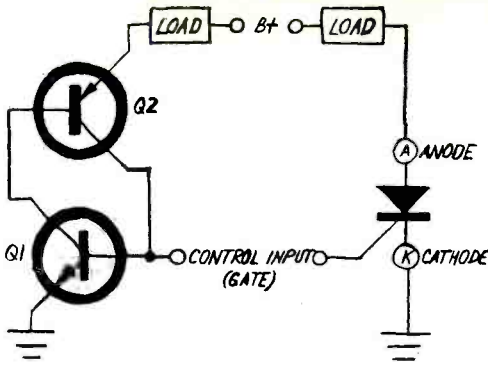 LOAD B+ LOAD
Q2
A ANODE
Q1 CONTROL INPUT K CATHODE
(GATE)